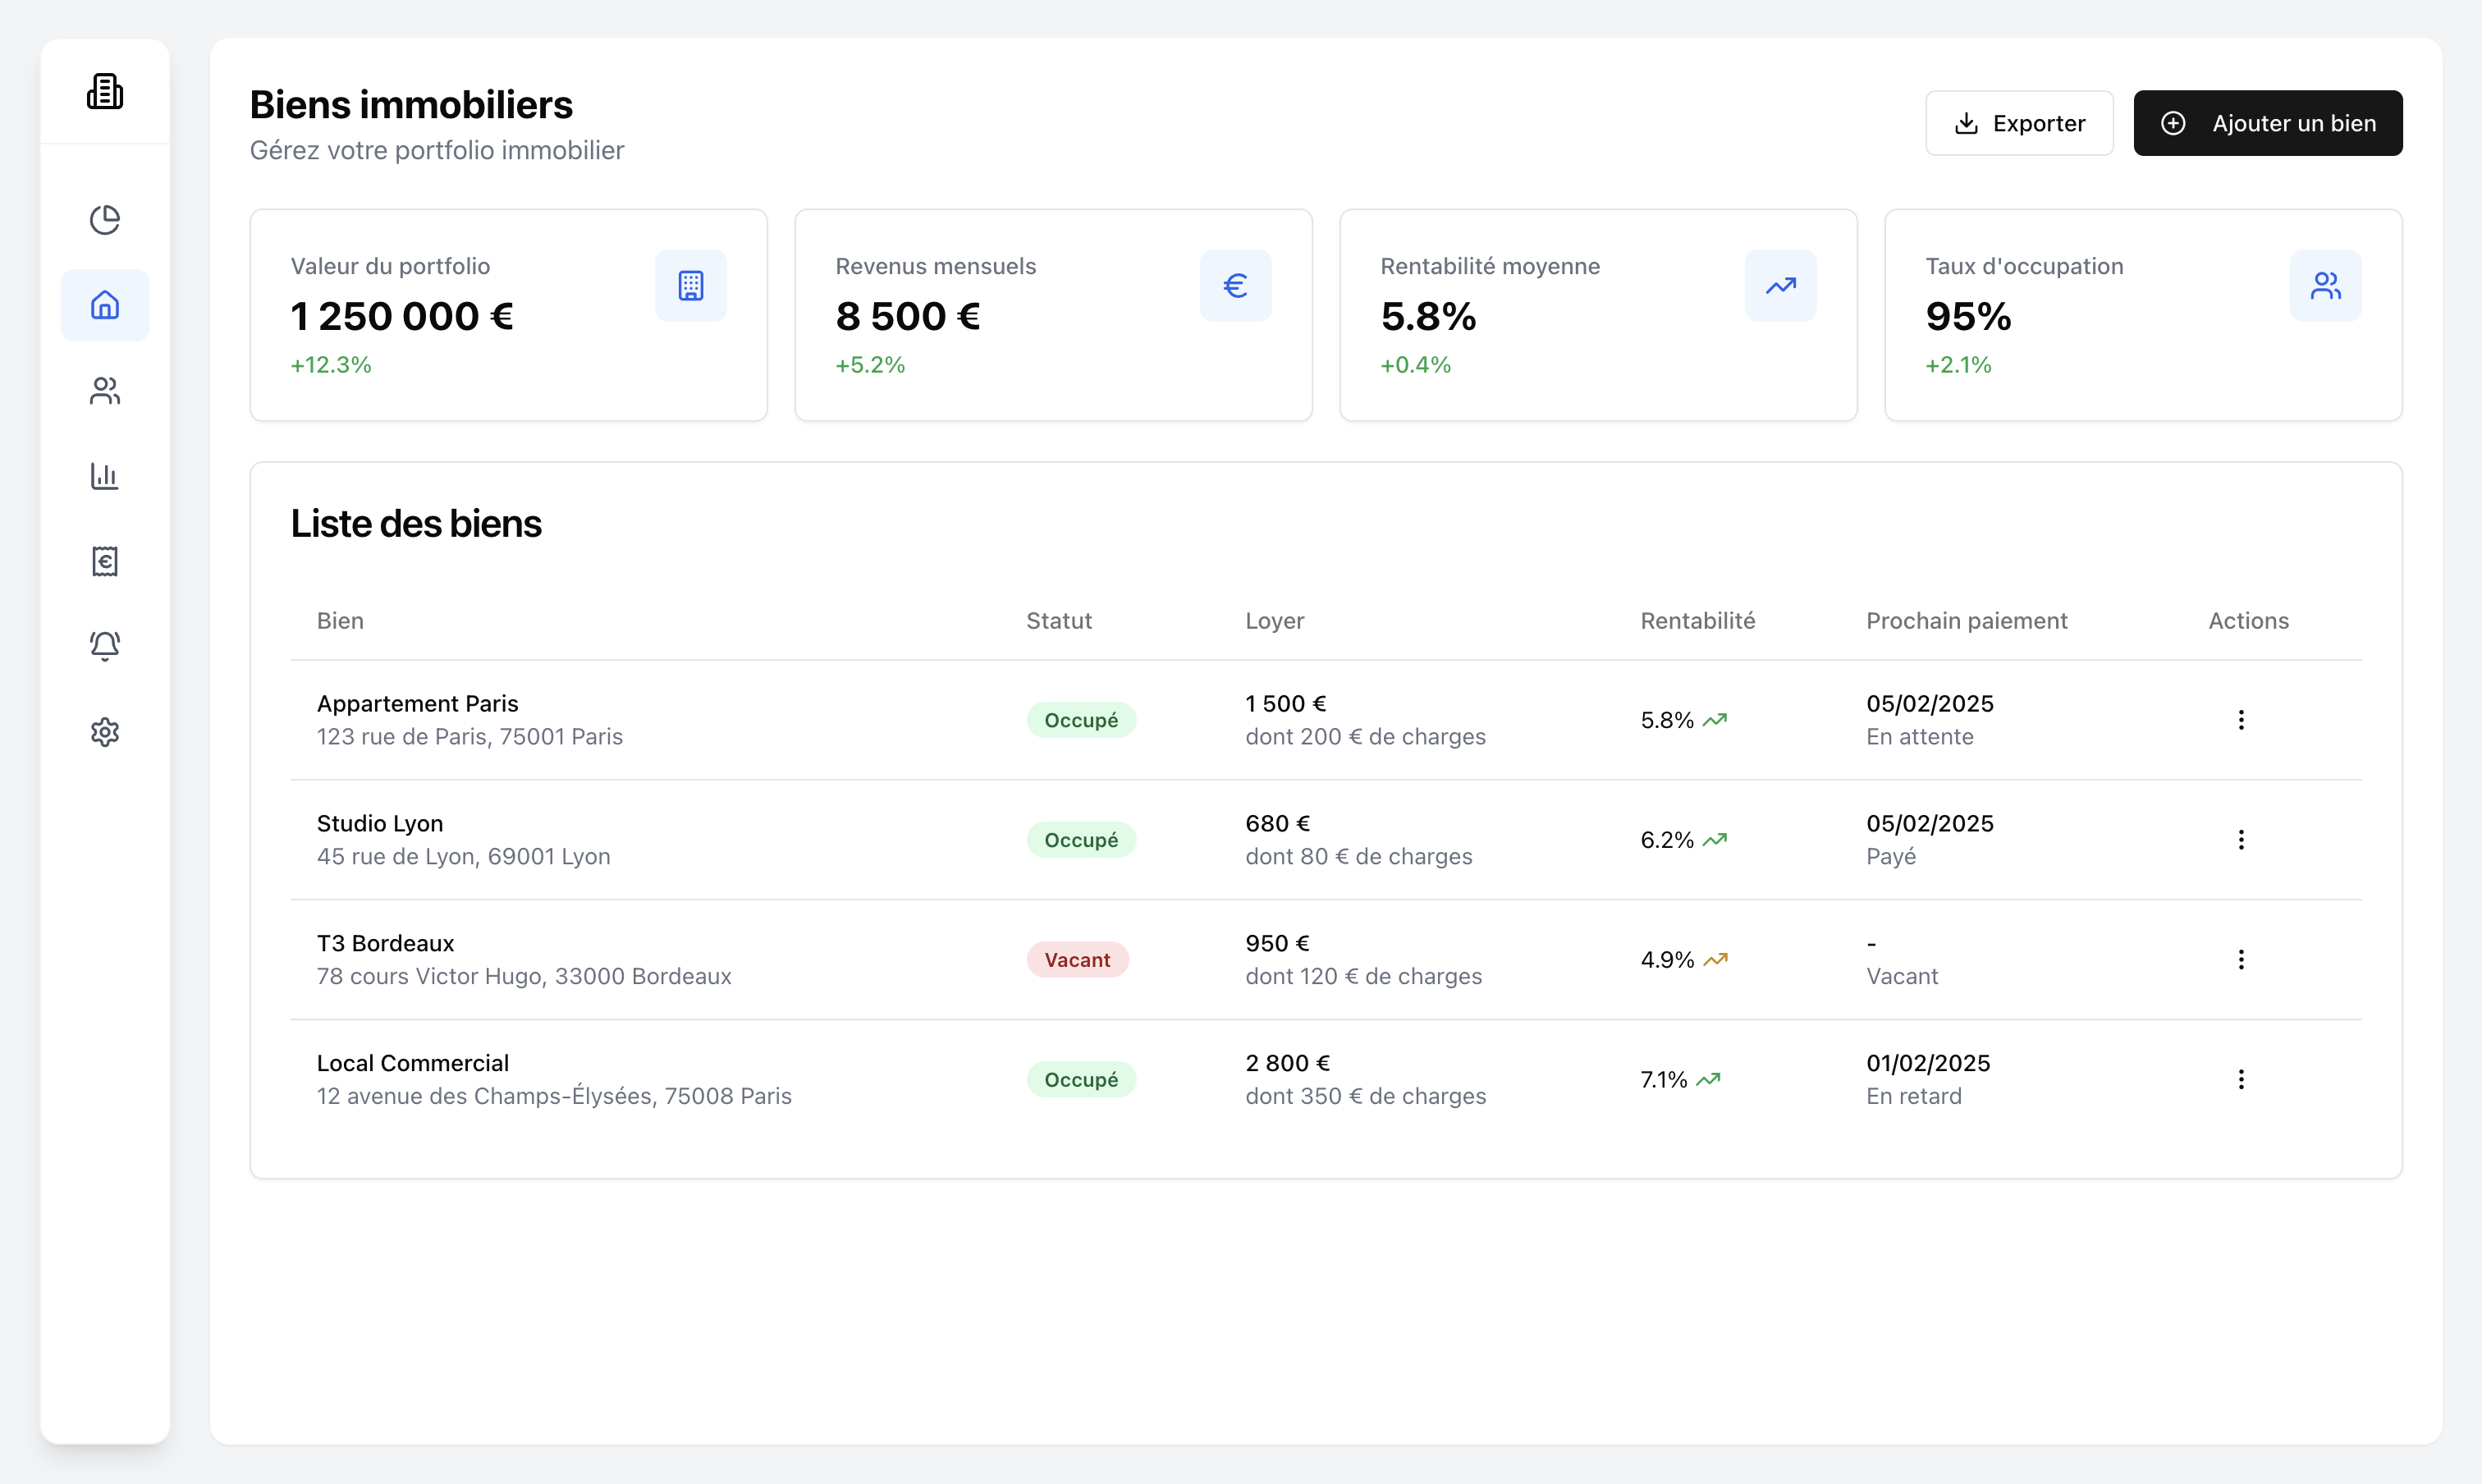 Biens immobiliers
Gérez votre portfolio immobilier
Exporter
Ajouter un bien
Valeur du portfolio
1 250 000 €
+12.3%
Revenus mensuels
8 500 €
+5.2%
Rentabilité moyenne
5.8%
+0.4%
Taux d'occupation
95%
+2.1%
Liste des biens
Bien Statut Loyer Rentabilité Prochain paiement Actions
Appartement Paris
123 rue de Paris, 75001 Paris
Occupé
1 500 €
dont 200 € de charges
5.8%
05/02/2025
En attente
Studio Lyon
45 rue de Lyon, 69001 Lyon
Occupé
680 €
dont 80 € de charges
6.2%
05/02/2025
Payé
T3 Bordeaux
78 cours Victor Hugo, 33000 Bordeaux
Vacant
950 €
dont 120 € de charges
4.9%
-
Vacant
Local Commercial
12 avenue des Champs-Élysées, 75008 Paris
Occupé
2 800 €
dont 350 € de charges
7.1%
01/02/2025
En retard